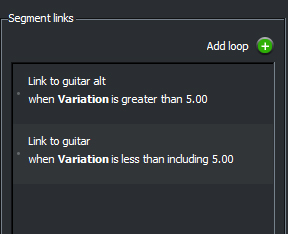 Segment links
Add loop
Link to guitar alt
when Variation is greater than 5.00
Link to guitar
when Variation is less than including 5.00